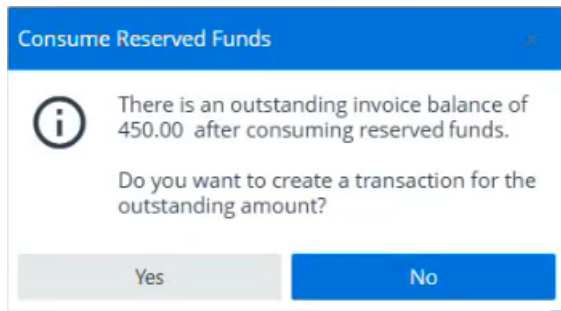 Consume Reserved Funds
There is an outstanding invoice balance of
450.00 after consuming reserved funds.
Do you want to create a transaction for the
outstanding amount?
Yes
No